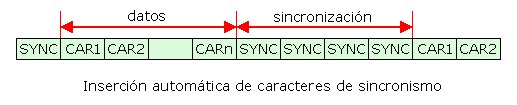 datos sincronización
SYNC CAR1 CAR2 CARn SYNC SYNC SYNC SYNC CAR1 CAR2
Inserción automática de caracteres de sincronismo